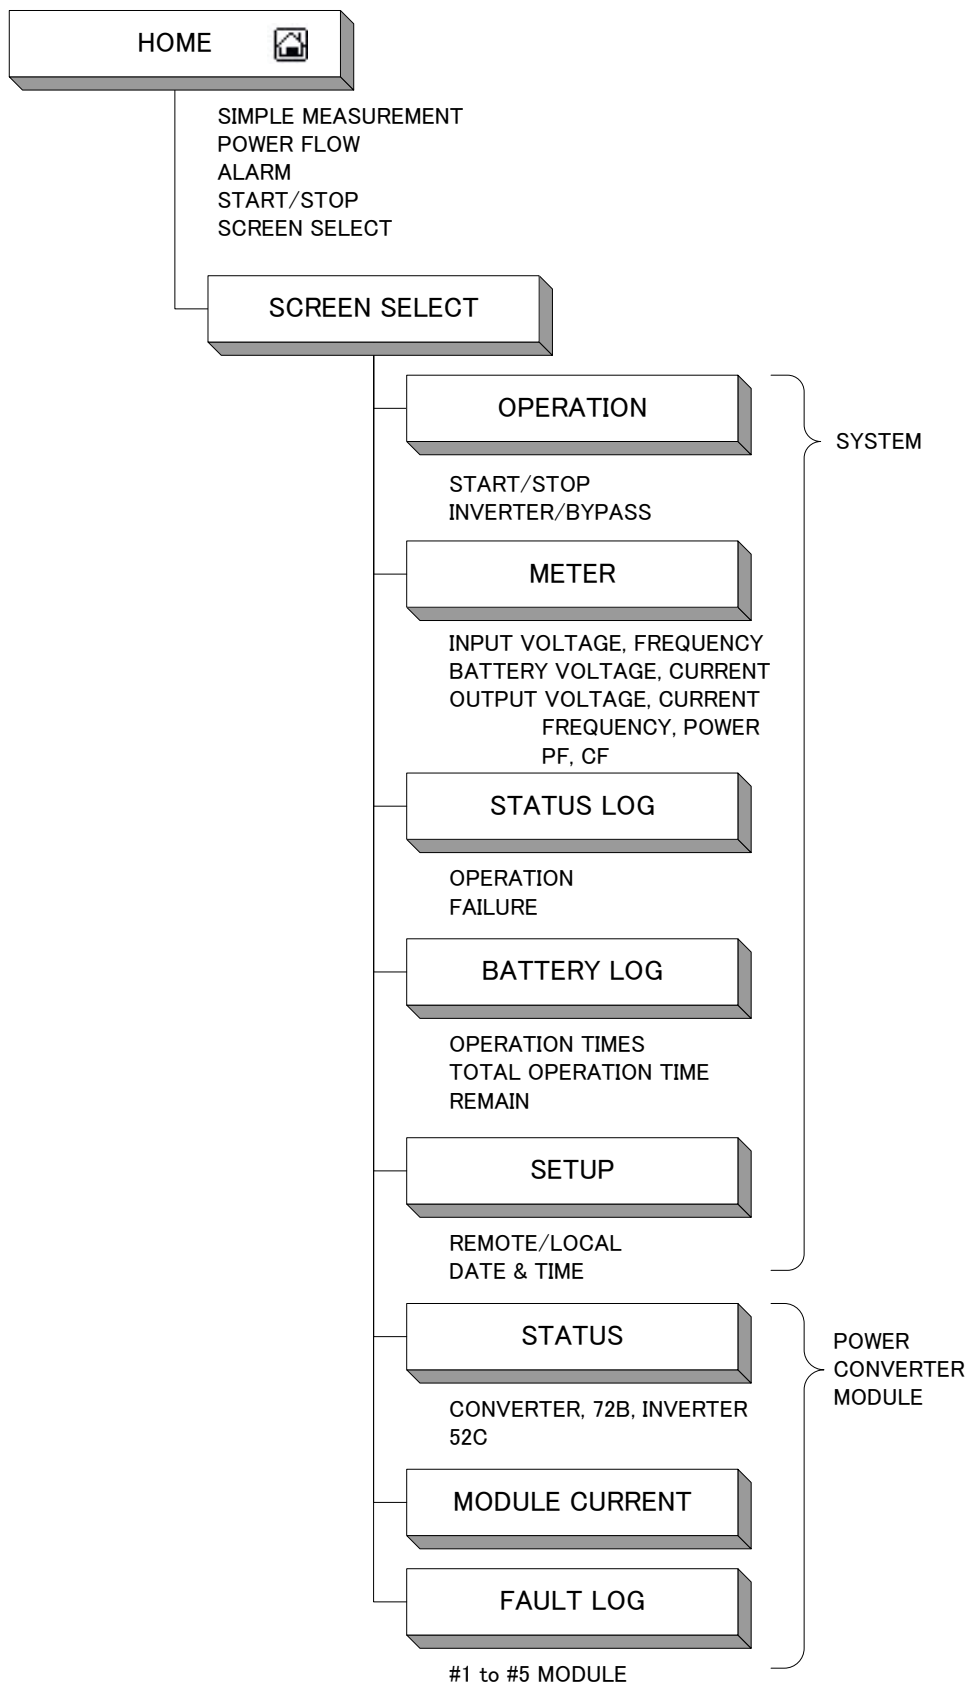 HOME
SIMPLE MEASUREMENT
POWER FLOW
ALARM
START/STOP
SCREEN SELECT
SCREEN SELECT
OPERATION
SYSTEM
START/STOP
INVERTER/BYPASS
METER
INPUT VOLTAGE, FREQUENCY
BATTERY VOLTAGE, CURRENT
OUTPUT VOLTAGE, CURRENT
FREQUENCY, POWER
PF, CF
STATUS LOG
OPERATION
FAILURE
BATTERY LOG
OPERATION TIMES
TOTAL OPERATION TIME
REMAIN
SETUP
REMOTE/LOCAL
DATE & TIME
STATUS
POWER
CONVERTER
MODULE
CONVERTER, 72B, INVERTER
52C
MODULE CURRENT
FAULT LOG
#1 to #5 MODULE